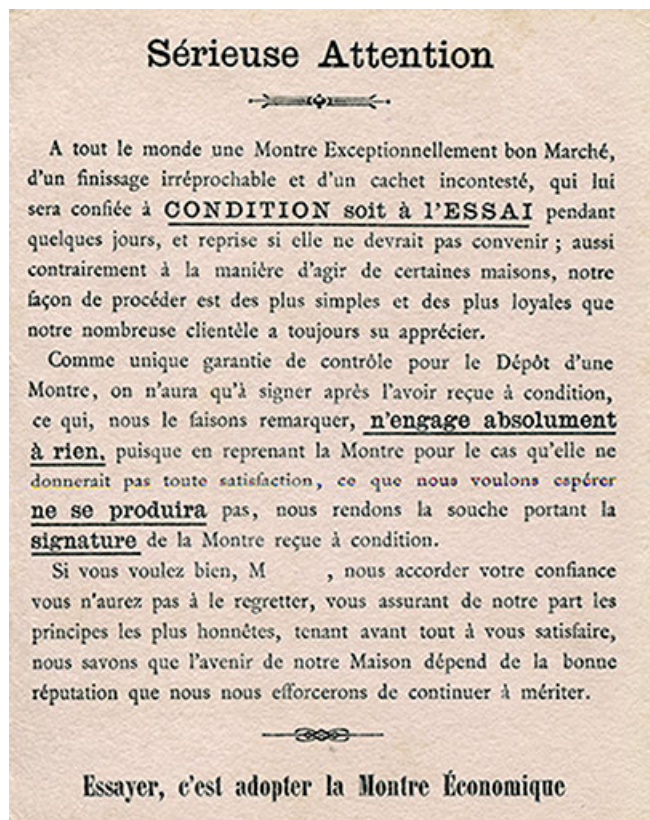 Sérieuse Attention
A tout le monde une Montre Exceptionnellement bon Marché,
d'un finissage irréprochable et d'un cachet incontesté, qui lui
sera confiée à CONDITION soit à l'ESSAI pendant
quelques jours, et reprise si elle ne devrait pas convenir ; aussi
contrairement à la manière d'agir de certaines maisons, notre
façon de procéder est des plus simples et des plus loyales que
notre nombreuse clientèle a toujours su apprécier.
Comme unique garantie de contrôle pour le Dépôt d'une
Montre, on n'aura qu'à signer après l'avoir reçue à condition,
ce qui, nous le faisons remarquer, n'engage absolument
à rien, puisque en reprenant la Montre pour le cas qu'elle ne
donnerait pas toute satisfaction, ce que nous voulons espérer
ne se produira pas, nous rendons la souche portant la
signature de la Montre reçue à condition.
Si vous voulez bien, M , nous accorder votre confiance
vous n'aurez pas à le regretter, vous assurant de notre part les
principes les plus honnêtes, tenant avant tout à vous satisfaire,
nous savons que l'avenir de notre Maison dépend de la bonne
réputation que nous nous efforcerons de continuer à mériter.
Essayer, c'est adopter la Montre Économique